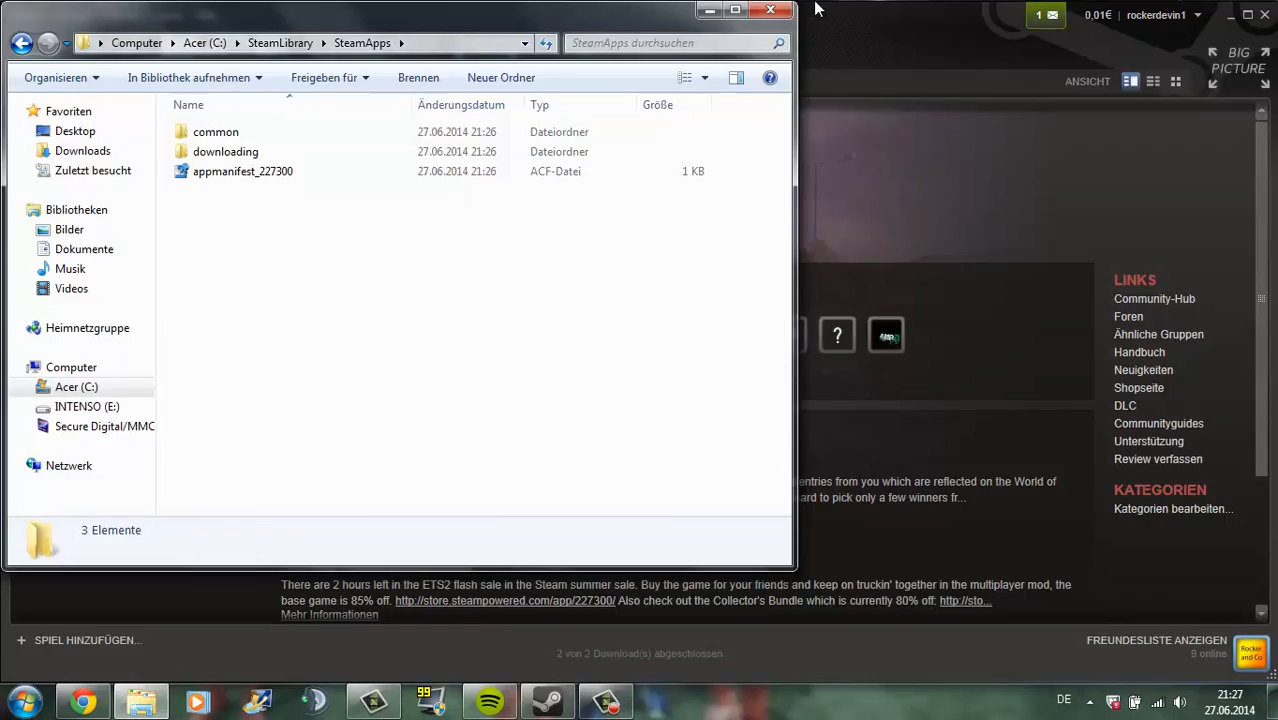 1
0,01€ rockerdevin1
Computer Acer (C:) SteamLibrary SteamApps
SteamApps durchsuchen
BIG
PICTURE
Organisieren In Bibliothek aufnehmen Freigeben für Brennen Neuer Ordner
ANSICHT
Name Änderungsdatum Typ Größe
common 27.06.2014 21:26 Dateiordner
downloading 27.06.2014 21:26 Dateiordner
appmanifest_227300 27.06.2014 21:26 ACF-Datei 1 KB
Favoriten
Desktop
Downloads
Zuletzt besucht
Bibliotheken
Bilder
Dokumente
Musik
Videos
Heimnetzgruppe
Computer
Acer (C:)
INTENSO (E:)
Secure Digital/MMC
Netzwerk
3 Elemente
?
LINKS
Community-Hub
Foren
Ähnliche Gruppen
Handbuch
Neuigkeiten
Shopseite
DLC
Communityguides
Unterstützung
Review verfassen
KATEGORIEN
Kategorien bearbeiten...
entries from you which are reflected on the World of
ard to pick only a few winners fr...
There are 2 hours left in the ETS2 flash sale in the Steam summer sale. Buy the game for your friends and keep on truckin' together in the multiplayer mod, the
base game is 85% off. http://store.steampowered.com/app/227300/ Also check out the Collector's Bundle which is currently 80% off: http://sto...
Mehr Informationen
+ SPIEL HINZUFÜGEN...
2 von 2 Download(s) abgeschlossen
FREUNDESLISTE ANZEIGEN
9 online
Rocker
and Co
99
DE
21:27
27.06.2014